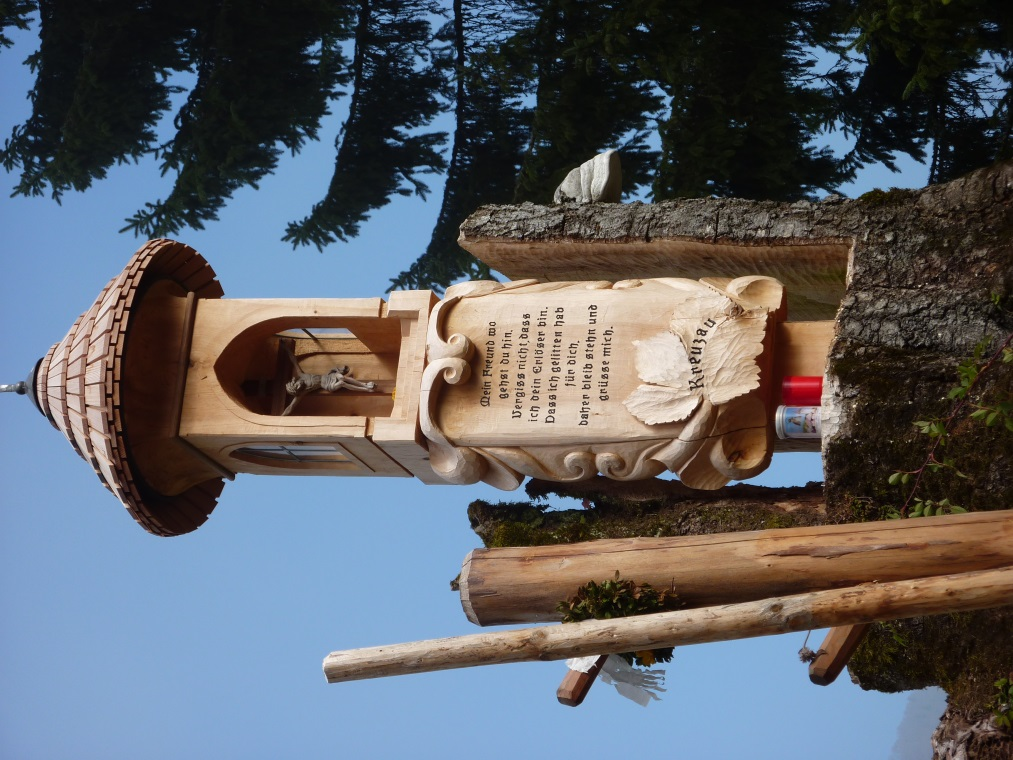 Mein Freund wo
gehst du hin.
Vergiss nicht dass
ich dein Erlöser bin.
Dass ich gelitten hab
für dich.
daher bleib stehn und
grüsse mich.
Kreuzau